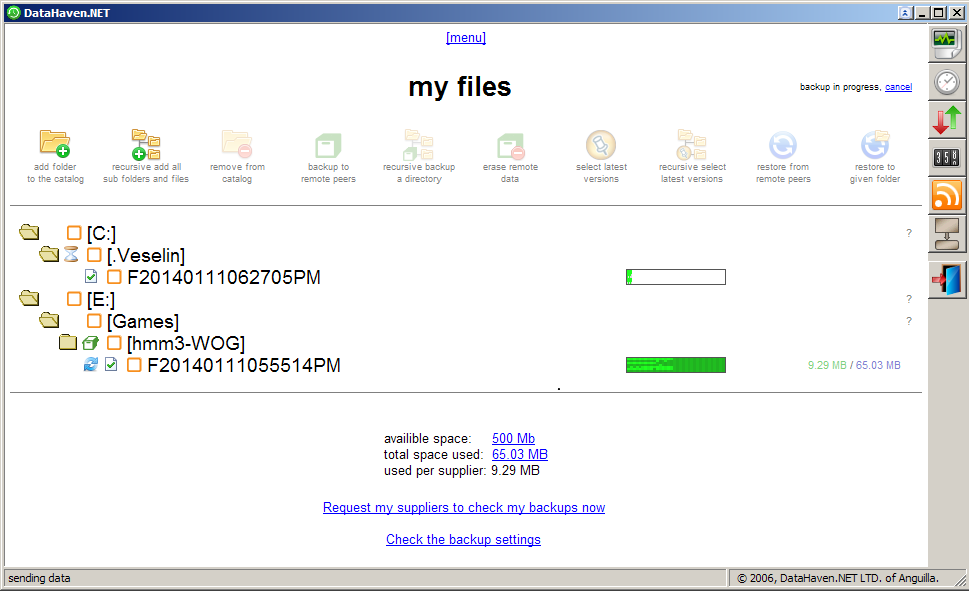 DataHaven.NET
[menu]
my files
backup in progress, cancel
add folder
to the catalog
recursive add all
sub folders and files
remove from
catalog
backup to
remote peers
recursive backup
a directory
erase remote
data
select latest
versions
recursive select
latest versions
restore from
remote peers
restore to
given folder
[C:] ?
[.Veselin]
F20140111062705PM
[E:] ?
[Games] ?
[hmm3-WOG]
F20140111055514PM 9.29 MB / 65.03 MB
.
availible space: 500 Mb
total space used: 65.03 MB
used per supplier: 9.29 MB
Request my suppliers to check my backups now
Check the backup settings
sending data
© 2006, DataHaven.NET LTD. of Anguilla.